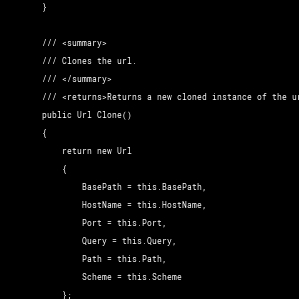 }
/// <summary>
/// Clones the url.
/// </summary>
/// <returns>Returns a new cloned instance of the
public Url Clone()
{
return new Url
{
BasePath = this.BasePath,
HostName = this.HostName,
Port = this.Port,
Query = this.Query,
Path = this.Path,
Scheme = this.Scheme
};